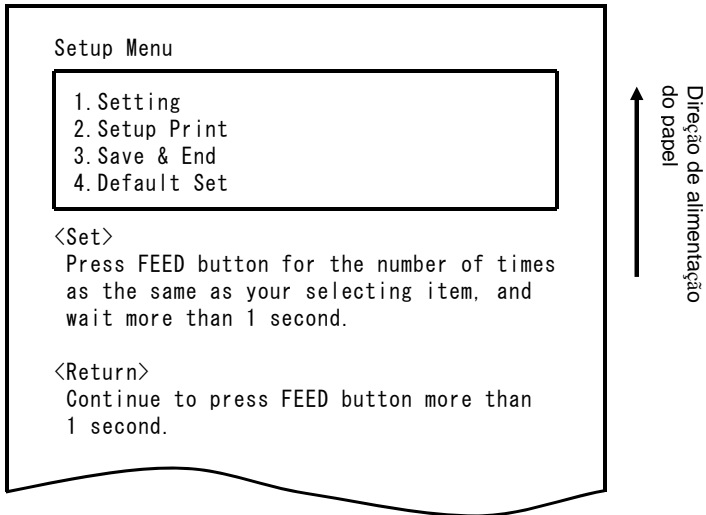 Setup Menu
1.Setting
2.Setup Print
3.Save & End
4.Default Set
<Set>
Press FEED button for the number of times
as the same as your selecting item, and
wait more than 1 second.
<Return>
Continue to press FEED button more than
1 second.
Direção de alimentação
do papel